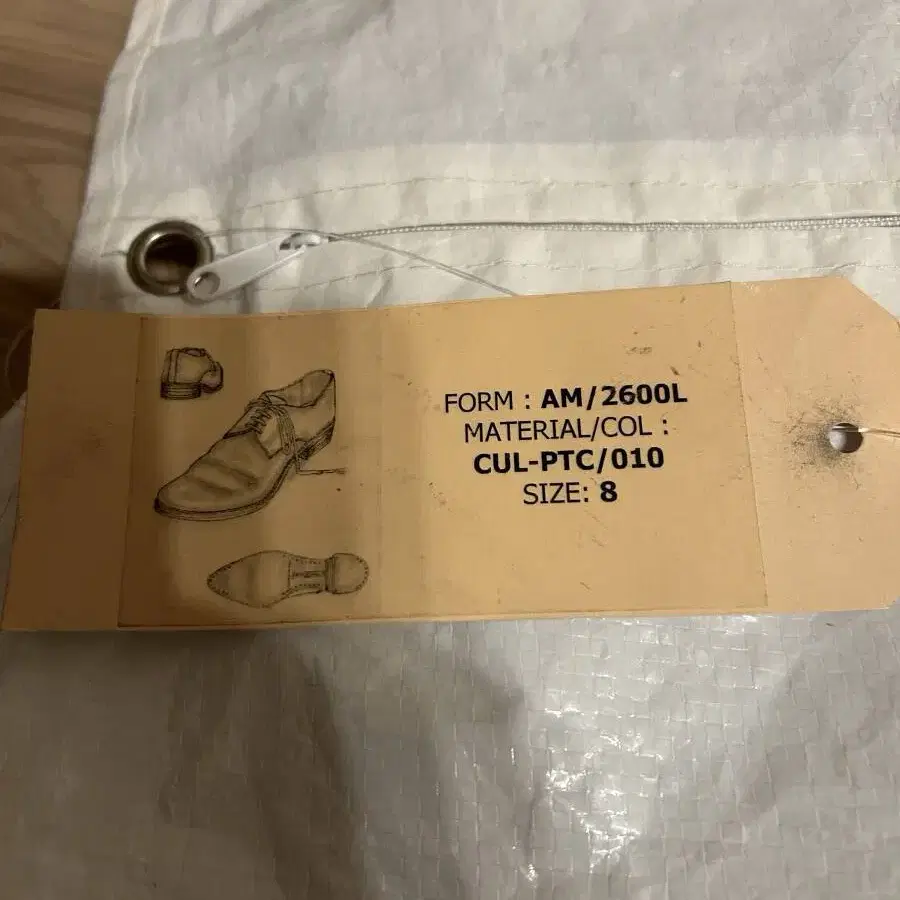 FORM : AM/2600L
MATERIAL/COL :
CUL-PTC/010
SIZE: 8